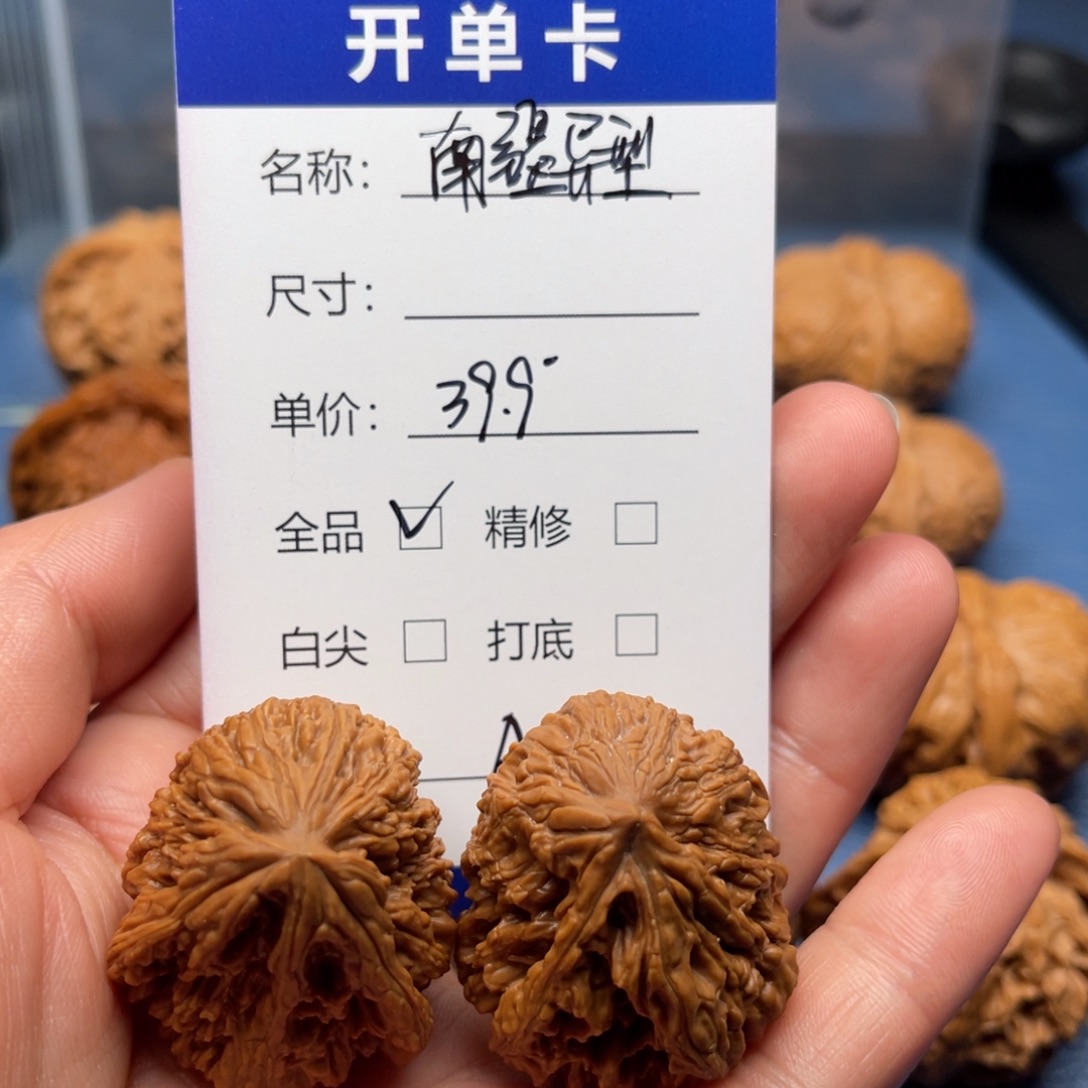 开单卡
名称：南疆异型
尺寸：
单价：39.9
全品 精修
白尖 打底
A